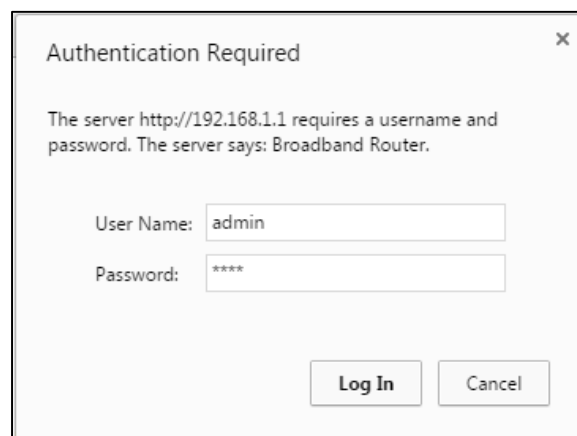 Authentication Required
The server http://192.168.1.1 requires a username and
password. The server says: Broadband Router.
User Name: admin
Password: ****
Log In Cancel